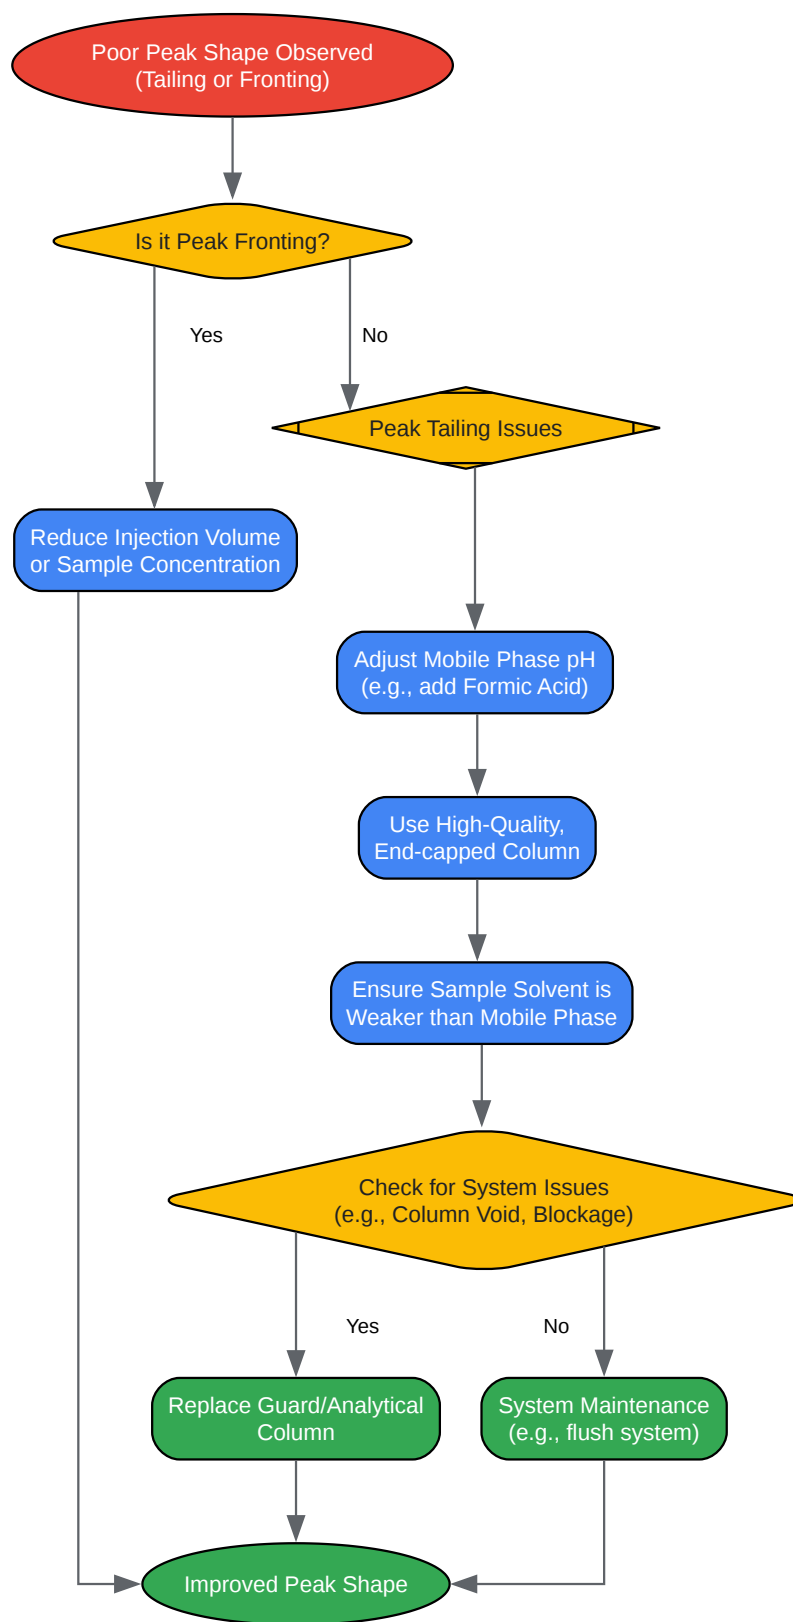 Poor Peak Shape Observed
(Tailing or Fronting)
Is it Peak Fronting?
Yes
No
Peak Tailing Issues
Reduce Injection Volume
or Sample Concentration
Adjust Mobile Phase pH
(e.g., add Formic Acid)
Use High-Quality,
End-capped Column
Ensure Sample Solvent is
Weaker than Mobile Phase
Check for System Issues
(e.g., Column Void, Blockage)
Yes
No
Replace Guard/Analytical
Column
System Maintenance
(e.g., flush system)
Improved Peak Shape